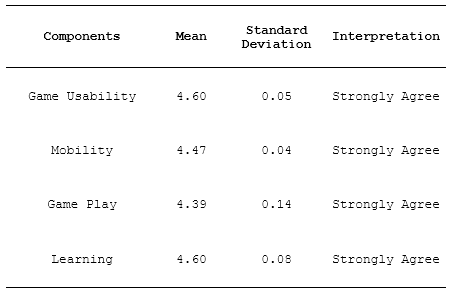 Components Mean Standard Deviation Interpretation
Game Usability 4.60 0.05 Strongly Agree
Mobility 4.47 0.04 Strongly Agree
Game Play 4.39 0.14 Strongly Agree
Learning 4.60 0.08 Strongly Agree